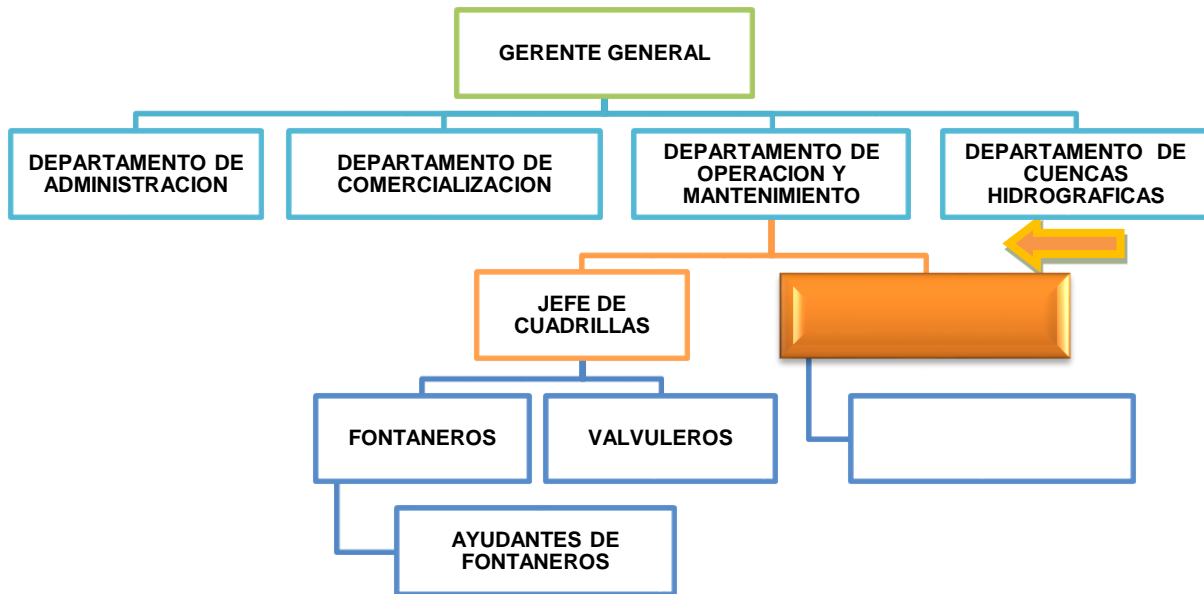 GERENTE GENERAL
DEPARTAMENTO DE
ADMINISTRACION
DEPARTAMENTO DE
COMERCIALIZACION
DEPARTAMENTO DE
OPERACION Y
MANTENIMIENTO
DEPARTAMENTO DE
CUENCAS
HIDROGRAFICAS
JEFE DE
CUADRILLAS
FONTANEROS
VALVULEROS
AYUDANTES DE
FONTANEROS